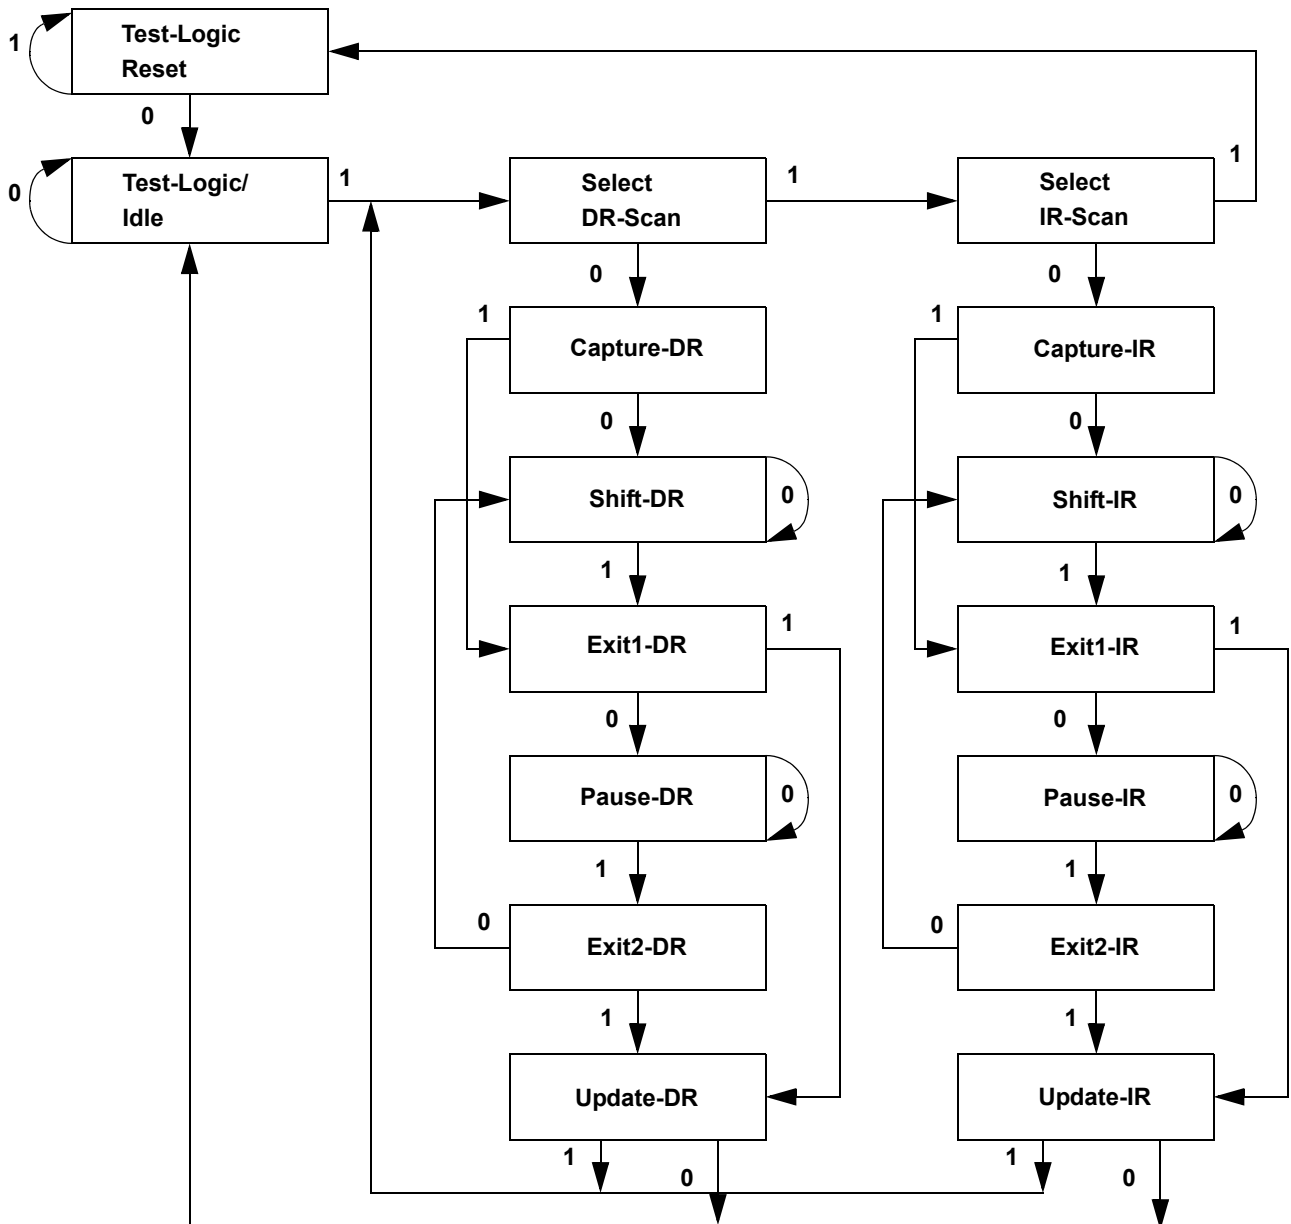 1
Test-Logic
Reset
0
0
Test-Logic/
Idle
1
Select
DR-Scan
1
Select
IR-Scan
1
0
0
1
Capture-DR
1
Capture-IR
0
0
Shift-DR
0
Shift-IR
0
1
1
Exit1-DR
1
Exit1-IR
1
0
0
Pause-DR
0
Pause-IR
0
1
1
0
Exit2-DR
0
Exit2-IR
1
1
Update-DR
Update-IR
1
0
1
0